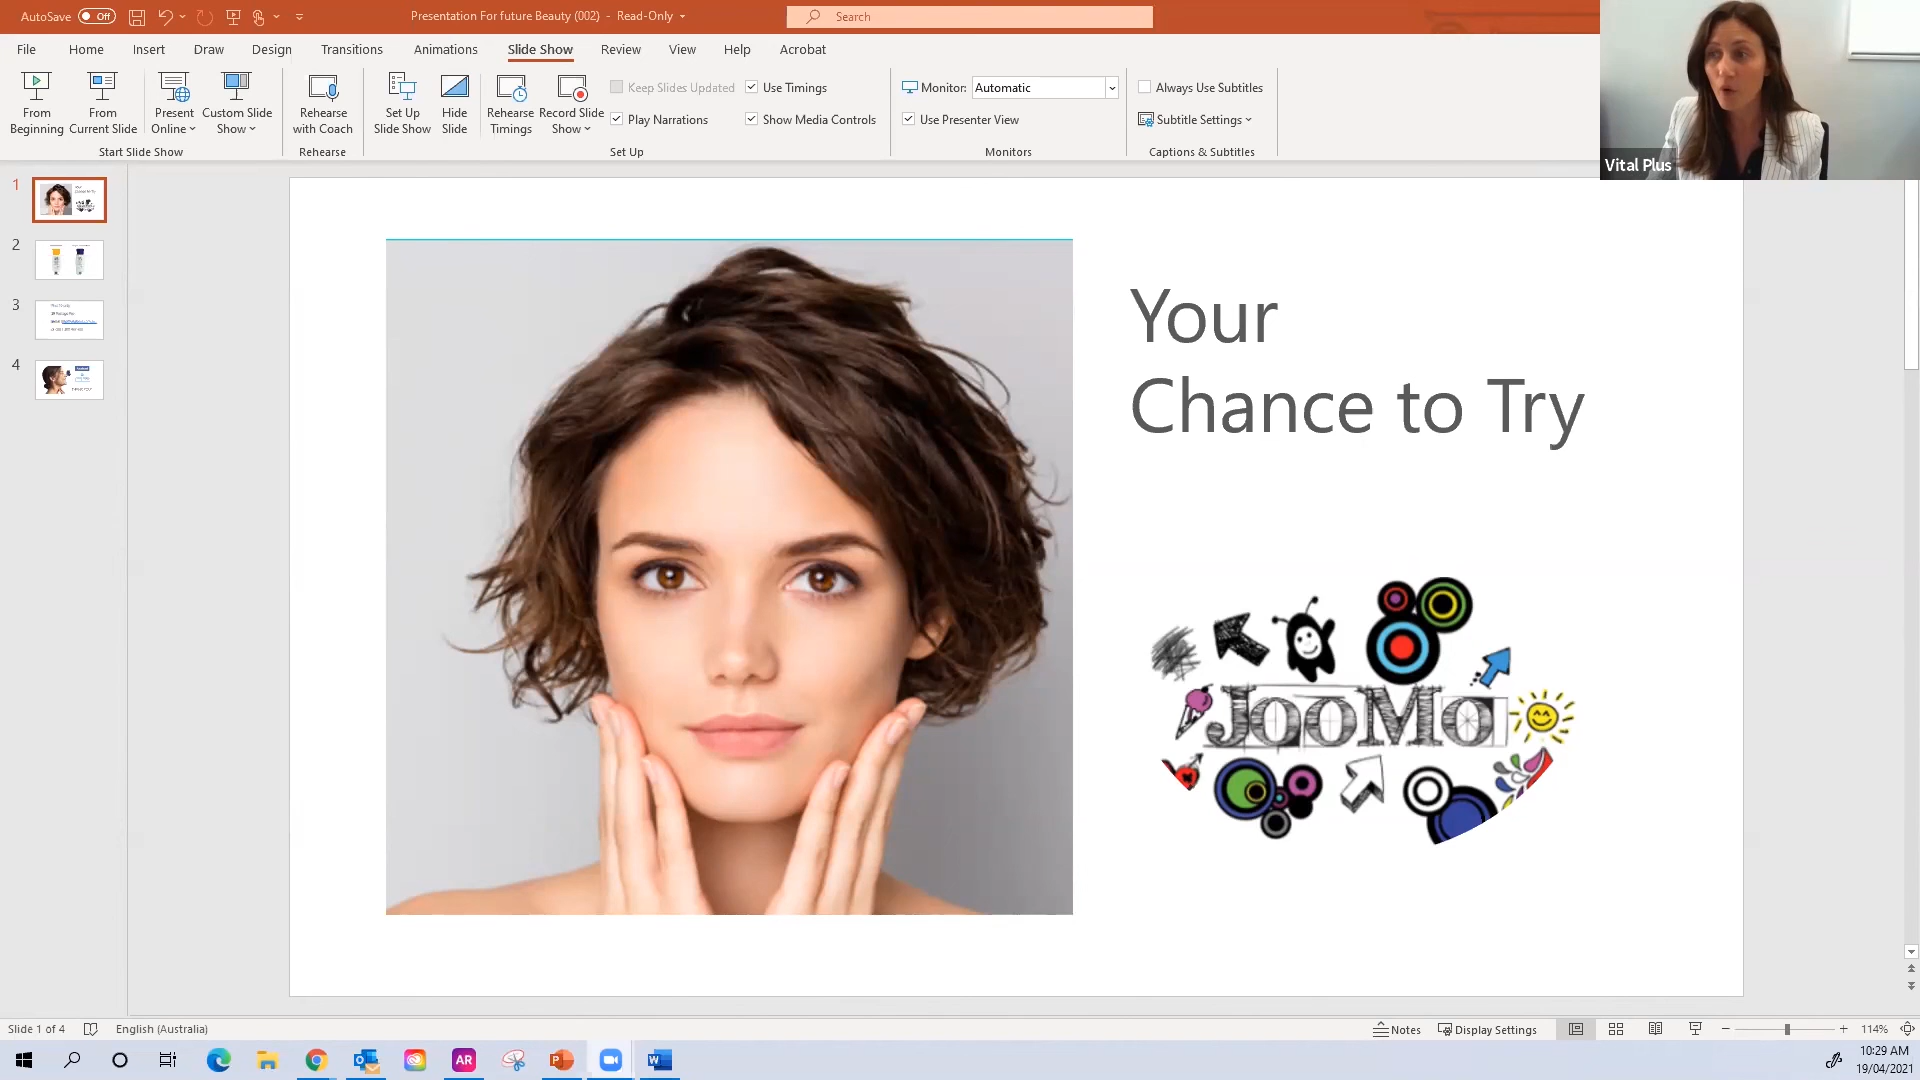 AutoSave Off
Presentation For future Beauty (002) - Read-Only
Search
File Home Insert Draw Design Transitions Animations Slide Show Review View Help Acrobat
From Beginning
From Current Slide
Present Online
Custom Slide Show
Start Slide Show
Rehearse with Coach
Rehearse
Set Up Slide Show
Hide Slide
Rehearse Timings
Record Slide Show
Keep Slides Updated
Use Timings
Play Narrations
Show Media Controls
Set Up
Monitor: Automatic
Use Presenter View
Monitors
Always Use Subtitles
Subtitle Settings
Captions & Subtitles
Vital Plus
1
2
3
4
Your
Chance to Try
JooMo
Slide 1 of 4
English (Australia)
Notes
Display Settings
114%
AR
10:29 AM
19/04/2021